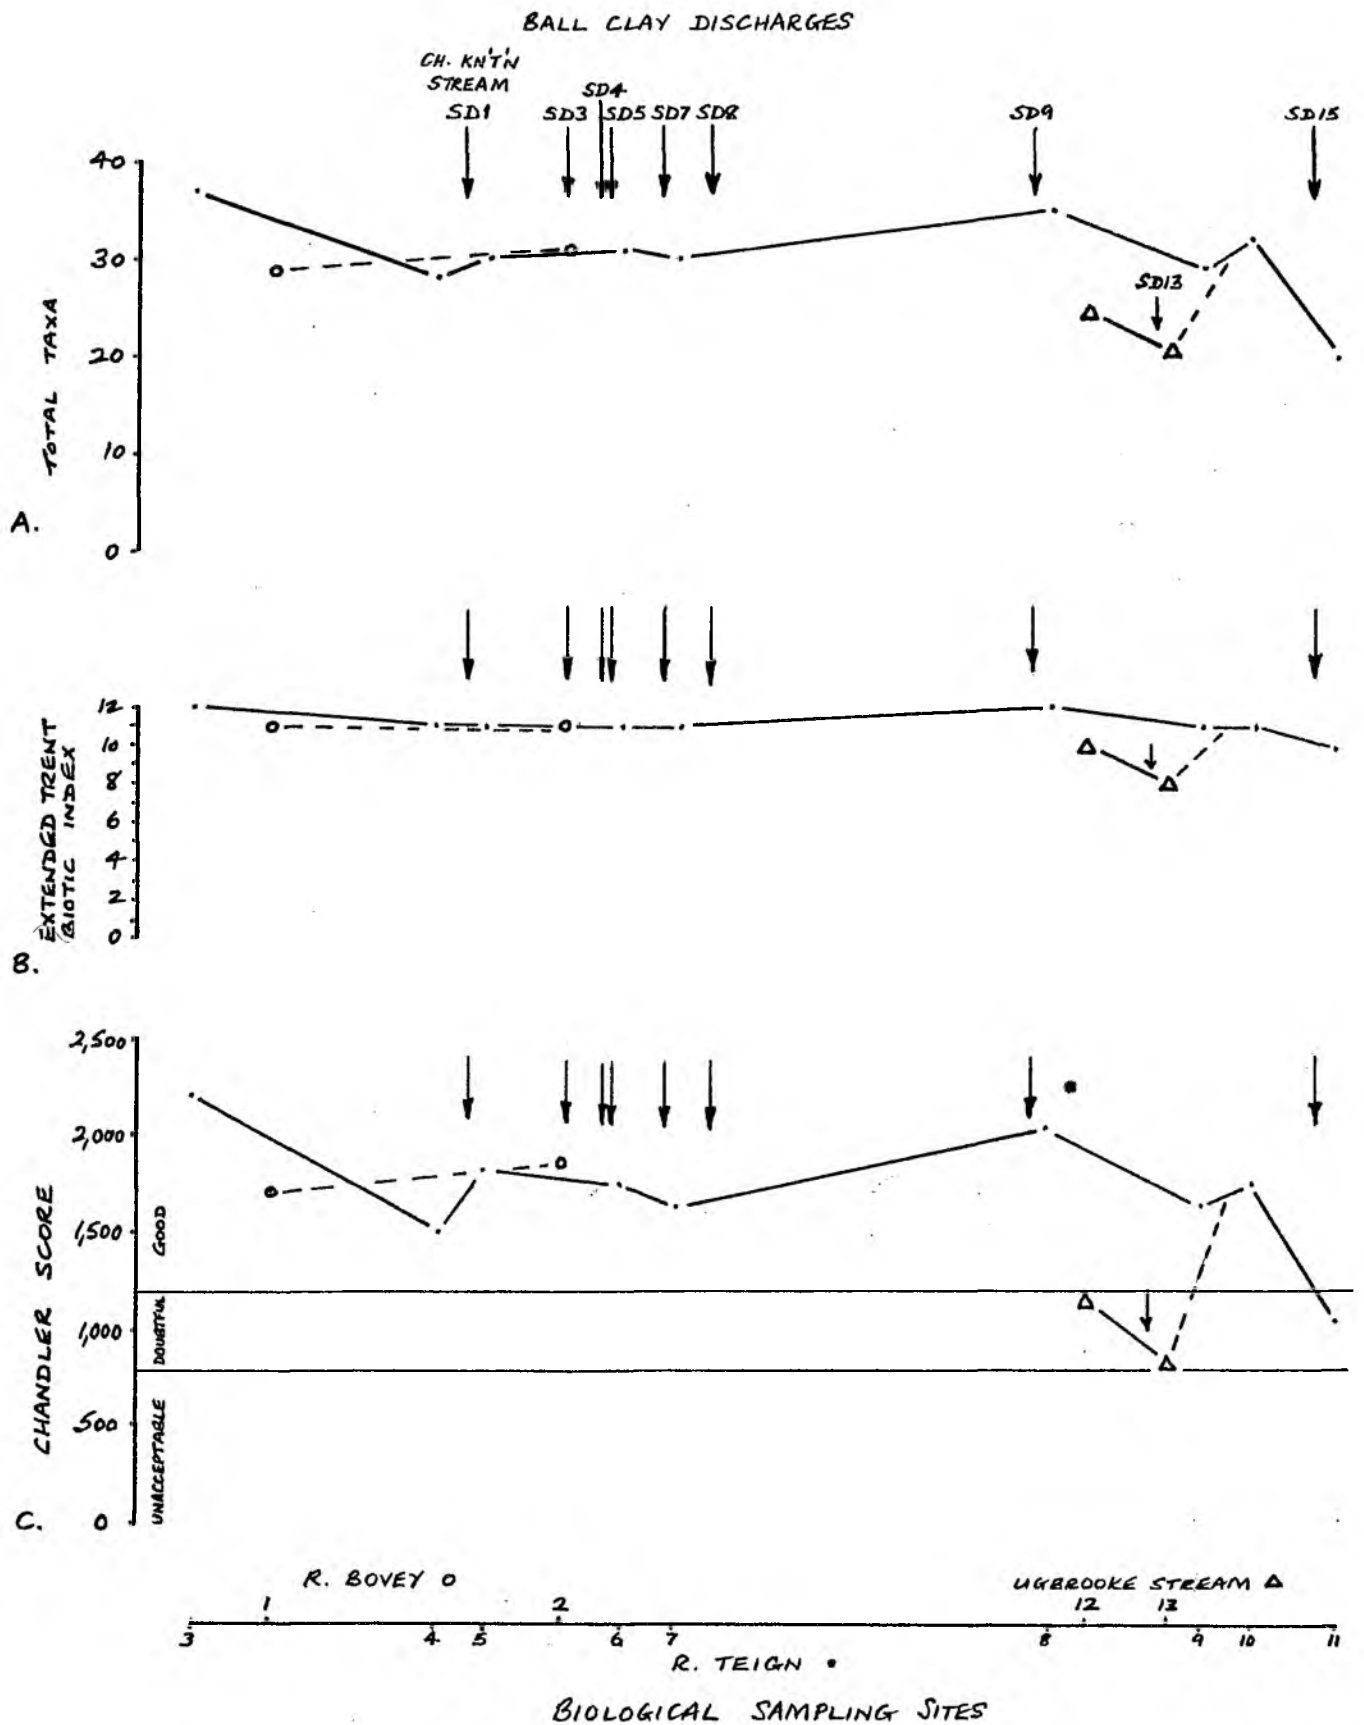 BALL CLAY DISCHARGES
CH. KN'T'N
STREAM
SD1
SD3
SD4
SD5
SD7
SD8
SD9
SD15
40
30
20
10
0
TOTAL TAXA
SD13
A.
12
10
8
6
4
2
0
EXTENDED TRENT
BIOTIC INDEX
B.
2,500
2,000
1,500
1,000
500
0
CHANDLER SCORE
GOOD
DOUBTFUL
UNACCEPTABLE
C.
R. BOVEY O
UGBROOKE STREAM Δ
1
2
12
13
3
4
5
6
7
8
9
10
11
R. TEIGN •
BIOLOGICAL SAMPLING SITES